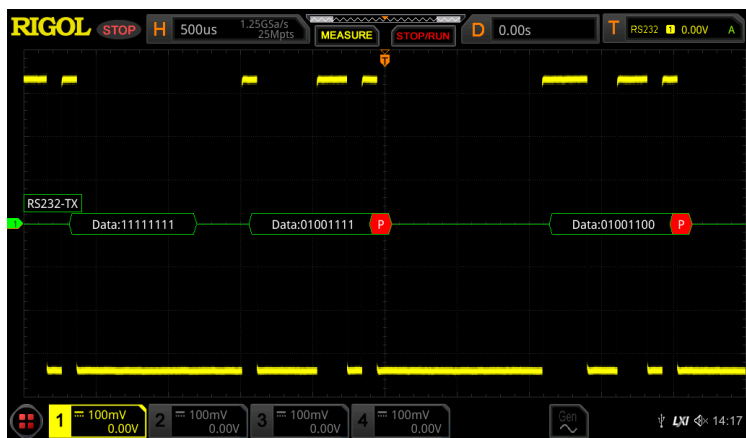 RIGOL STOP H 500us 1.25GSa/s 25Mpts MEASURE STOP/RUN D 0.00s T RS232 1 0.00V A
T
RS232-TX
1 Data:11111111 Data:01001111 P Data:01001100 P
1 100mV 0.00V 2 100mV 0.00V 3 100mV 0.00V 4 100mV 0.00V Gen LXI 14:17